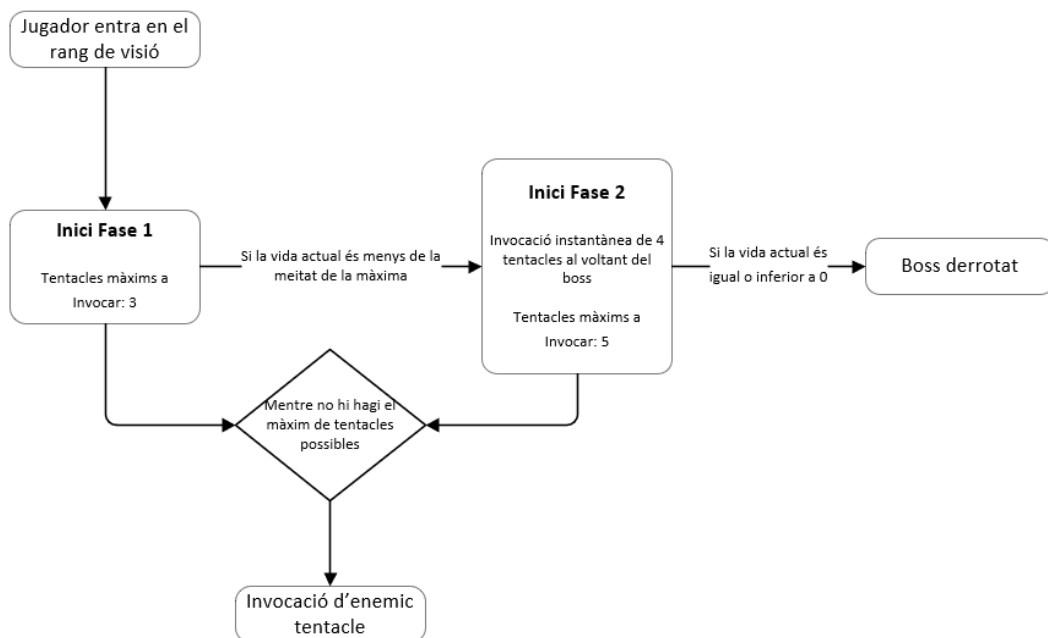 Jugador entra en el
rang de visió
Inici Fase 1
Tentacles màxims a
Invocar: 3
Si la vida actual és menys de la
meitat de la màxima
Inici Fase 2
Invocació instantànea de 4
tentacles al voltant del
boss
Tentacles màxims a
Invocar: 5
Si la vida actual és
igual o inferior a 0
Boss derrotat
Mentre no hi hagi el
màxim de tentacles
possibles
Invocació d’enemic
tentacle